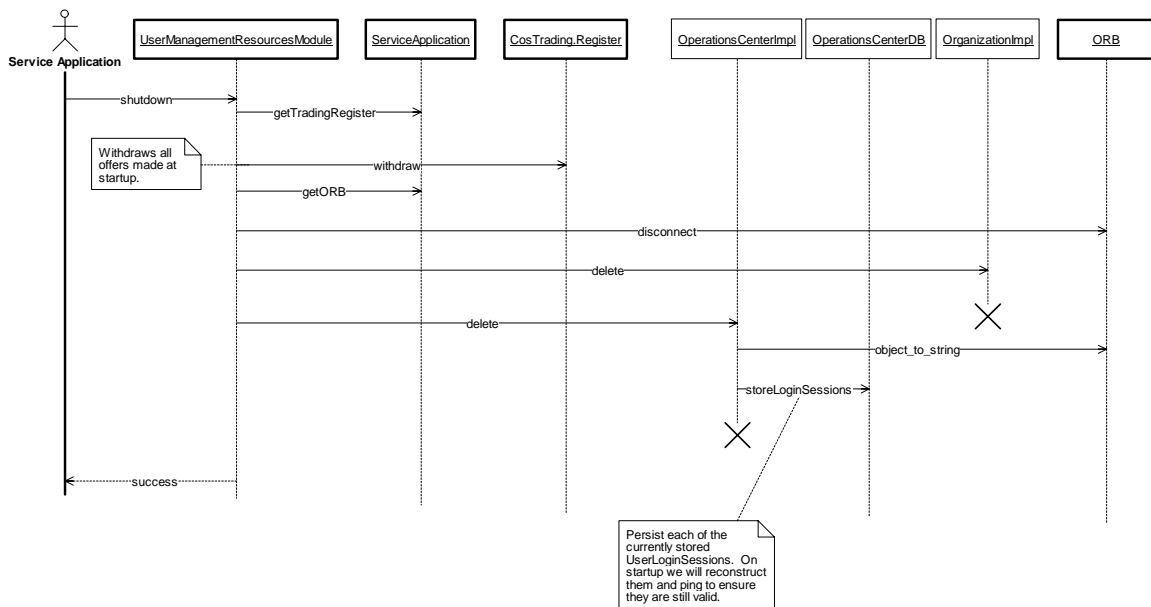 UserManagementResourcesModule
ServiceApplication
CosTrading.Register
OperationsCenterImpl
OperationsCenterDB
OrganizationImpl
ORB
Service Application
shutdown
getTradingRegister
Withdraws all
offers made at
startup.
withdraw
getORB
disconnect
delete
delete
object_to_string
storeLoginSessions
success
Persist each of the
currently stored
UserLoginSessions. On
startup we will reconstruct
them and ping to ensure
they are still valid.